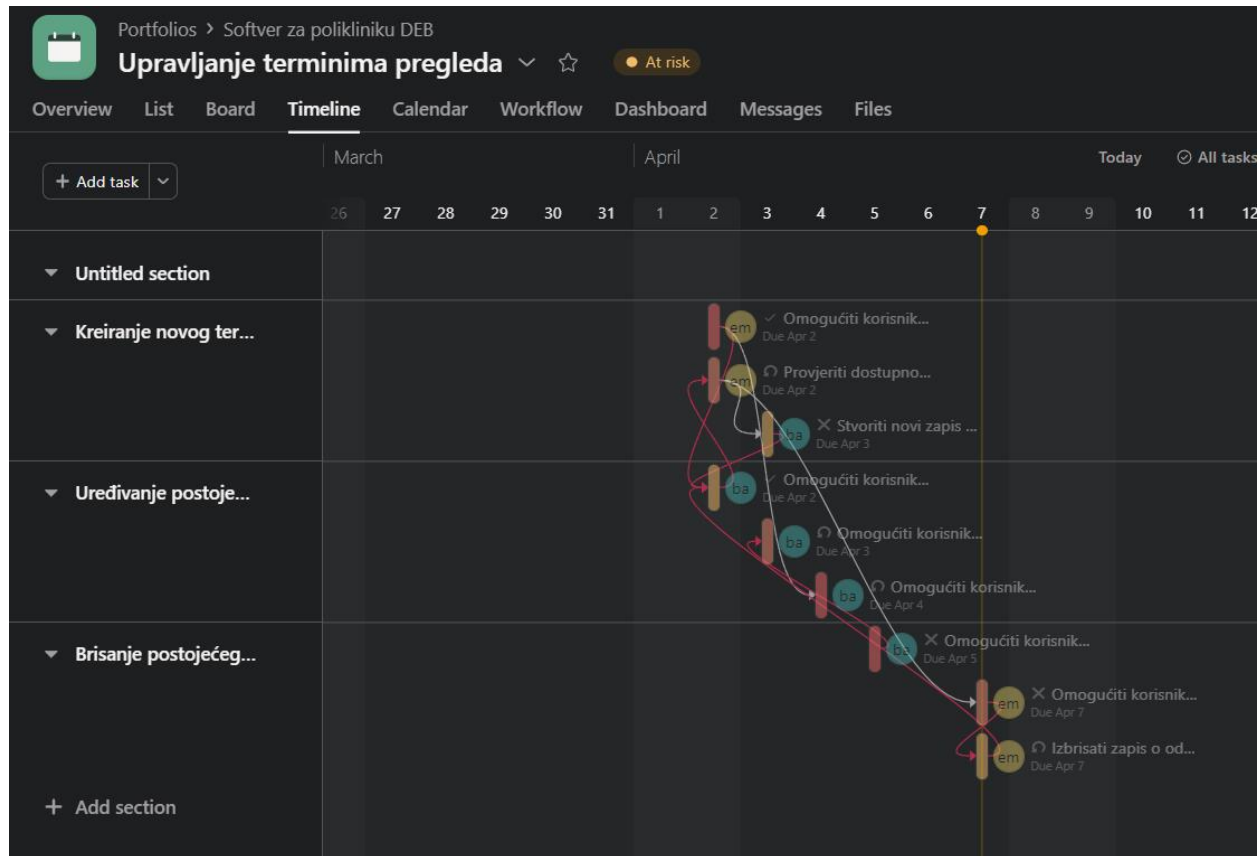 Portfolios > Softver za polikliniku DEB
Upravljanje terminima pregleda
At risk
Overview List Board Timeline Calendar Workflow Dashboard Messages Files
March April Today All tasks
+ Add task
26 27 28 29 30 31 1 2 3 4 5 6 7 8 9 10 11 12
Untitled section
Kreiranje novog ter...
em Omogućiti korisnik...
Due Apr 2
em Provjeriti dostupno...
Due Apr 2
ba Stvoriti novi zapis ...
Due Apr 3
Uređivanje postoje...
ba Omogućiti korisnik...
Due Apr 2
ba Omogućiti korisnik...
Due Apr 3
ba Omogućiti korisnik...
Due Apr 4
Brisanje postojećeg...
ba Omogućiti korisnik...
Due Apr 5
em Omogućiti korisnik...
Due Apr 7
em Izbrisati zapis o od...
Due Apr 7
+ Add section